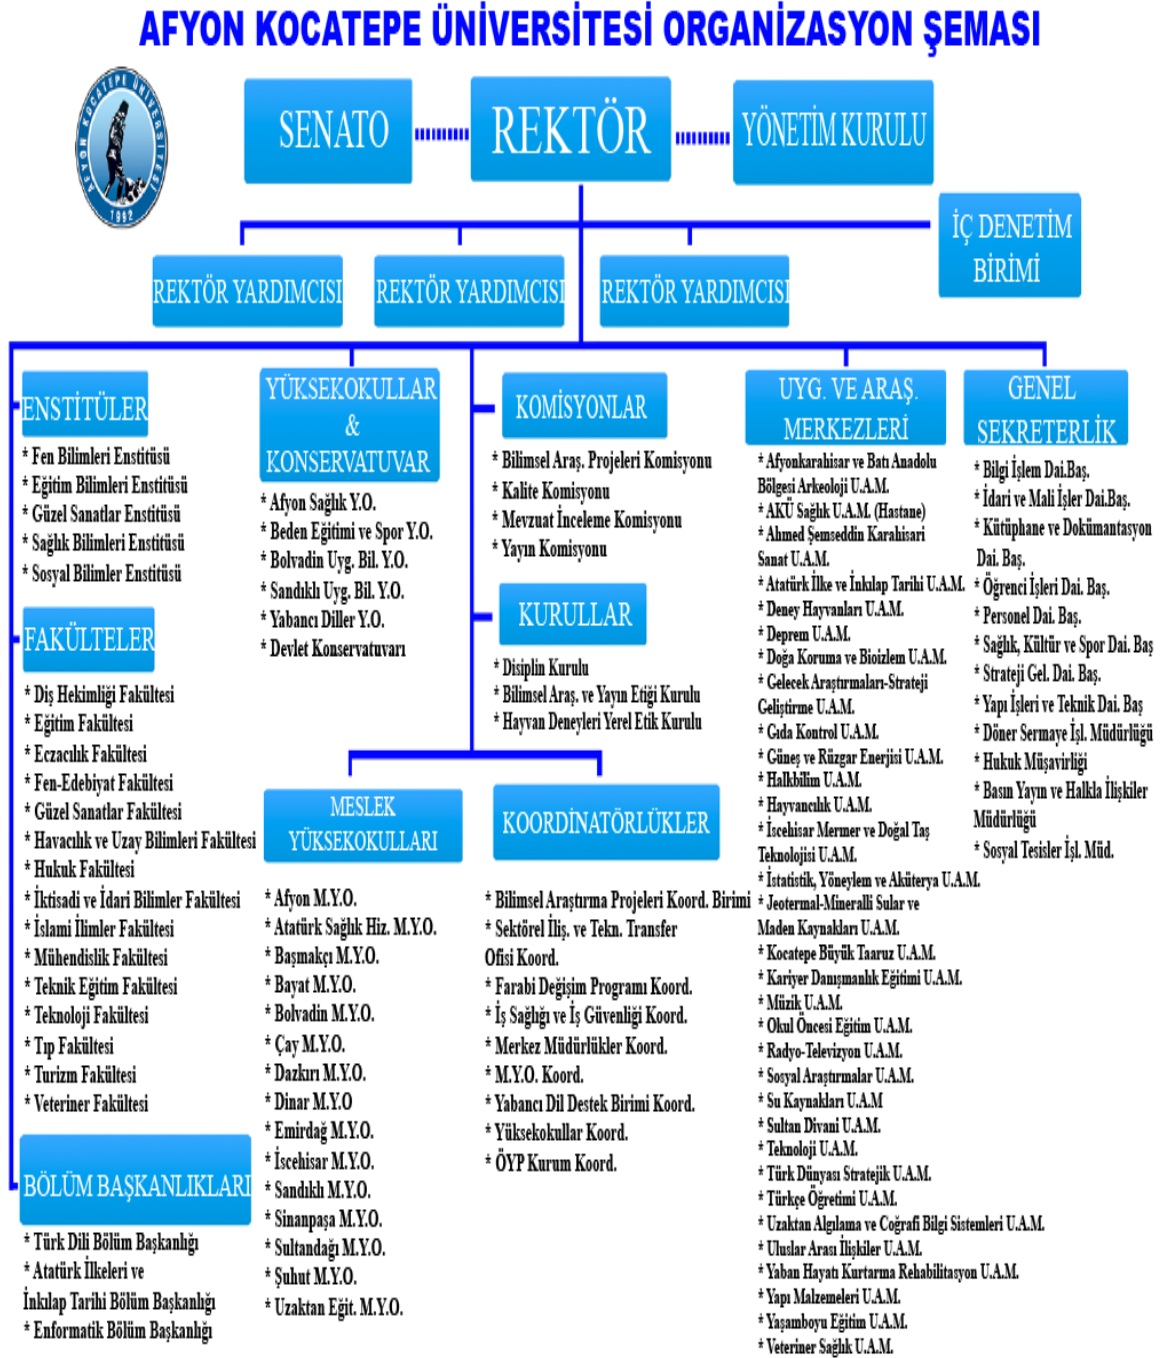 AFYON KOCATEPE ÜNİVERSİTESİ ORGANİZASYON ŞEMASI
AFYON KOCATEPE ÜNİVERSİTESİ
1992
SENATO
REKTÖR
YÖNETİM KURULU
İÇ DENETİM
BİRİMİ
REKTÖR YARDIMCISI
REKTÖR YARDIMCISI
REKTÖR YARDIMCISI
ENSTİTÜLER
* Fen Bilimleri Enstitüsü
* Eğitim Bilimleri Enstitüsü
* Güzel Sanatlar Enstitüsü
* Sağlık Bilimleri Enstitüsü
* Sosyal Bilimler Enstitüsü
FAKÜLTELER
* Diş Hekimliği Fakültesi
* Eğitim Fakültesi
* Eczacılık Fakültesi
* Fen-Edebiyat Fakültesi
* Güzel Sanatlar Fakültesi
* Havacılık ve Uzay Bilimleri Fakültesi
* Hukuk Fakültesi
* İktisadi ve İdari Bilimler Fakültesi
* İslami İlimler Fakültesi
* Mühendislik Fakültesi
* Teknik Eğitim Fakültesi
* Teknoloji Fakültesi
* Tıp Fakültesi
* Turizm Fakültesi
* Veteriner Fakültesi
BÖLÜM BAŞKANLIKLARI
* Türk Dili Bölüm Başkanlığı
* Atatürk İlkeleri ve
İnkılap Tarihi Bölüm Başkanlığı
* Enformatik Bölüm Başkanlığı
YÜKSEKOKULLAR
&
KONSERVATUVAR
* Afyon Sağlık Y.O.
* Beden Eğitimi ve Spor Y.O.
* Bolvadin Uyg. Bil. Y.O.
* Sandıklı Uyg. Bil. Y.O.
* Yabancı Diller Y.O.
* Devlet Konservatuvarı
MESLEK
YÜKSEKOKULLARI
* Afyon M.Y.O.
* Atatürk Sağlık Hiz. M.Y.O.
* Başmakçı M.Y.O.
* Bayat M.Y.O.
* Bolvadin M.Y.O.
* Çay M.Y.O.
* Dazkırı M.Y.O.
* Dinar M.Y.O
* Emirdağ M.Y.O.
* İscehisar M.Y.O.
* Sandıklı M.Y.O.
* Sinanpaşa M.Y.O.
* Sultandağı M.Y.O.
* Şuhut M.Y.O.
* Uzaktan Eğit. M.Y.O.
KOMİSYONLAR
* Bilimsel Araş. Projeleri Komisyonu
* Kalite Komisyonu
* Mevzuat İnceleme Komisyonu
* Yayın Komisyonu
KURULLAR
* Disiplin Kurulu
* Bilimsel Araş. ve Yayın Etiği Kurulu
* Hayvan Deneyleri Yerel Etik Kurulu
KOORDİNATÖRLÜKLER
* Bilimsel Araştırma Projeleri Koord. Birimi
* Sektörel İliş. ve Tekn. Transfer
Ofisi Koord.
* Farabi Değişim Programı Koord.
* İş Sağlığı ve İş Güvenliği Koord.
* Merkez Müdürlükler Koord.
* M.Y.O. Koord.
* Yabancı Dil Destek Birimi Koord.
* Yüksekokullar Koord.
* ÖYP Kurum Koord.
UYG. VE ARAŞ.
MERKEZLERİ
* Afyonkarahisar ve Batı Anadolu
Bölgesi Arkeoloji U.A.M.
* AKÜ Sağlık U.A.M. (Hastane)
* Ahmed Şemseddin Karahisari
Sanat U.A.M.
* Atatürk İlke ve İnkılap Tarihi U.A.M.
* Deney Hayvanları U.A.M.
* Deprem U.A.M.
* Doğa Koruma ve Bioizlem U.A.M.
* Gelecek Araştırmaları-Strateji
Geliştirme U.A.M.
* Gıda Kontrol U.A.M.
* Güneş ve Rüzgar Enerjisi U.A.M.
* Halkbilim U.A.M.
* Hayvancılık U.A.M.
* İscehisar Mermer ve Doğal Taş
Teknolojisi U.A.M.
* İstatistik, Yöneylem ve Aküterya U.A.M.
* Jeotermal-Mineralli Sular ve
Maden Kaynakları U.A.M.
* Kocatepe Büyük Taaruz U.A.M.
* Kariyer Danışmanlık Eğitimi U.A.M.
* Müzik U.A.M.
* Okul Öncesi Eğitim U.A.M.
* Radyo-Televizyon U.A.M.
* Sosyal Araştırmalar U.A.M.
* Su Kaynakları U.A.M
* Sultan Divani U.A.M.
* Teknoloji U.A.M.
* Türk Dünyası Stratejik U.A.M.
* Türkçe Öğretimi U.A.M.
* Uzaktan Algılama ve Coğrafi Bilgi Sistemleri U.A.M.
* Uluslar Arası İlişkiler U.A.M.
* Yaban Hayatı Kurtarma Rehabilitasyon U.A.M.
* Yapı Malzemeleri U.A.M.
* Yaşamboyu Eğitim U.A.M.
* Veteriner Sağlık U.A.M.
GENEL
SEKRETERLİK
* Bilgi İşlem Dai.Baş.
* İdari ve Mali İşler Dai.Baş.
* Kütüphane ve Dokümantasyon
Dai. Baş.
* Öğrenci İşleri Dai. Baş.
* Personel Dai. Baş.
* Sağlık, Kültür ve Spor Dai. Baş
* Strateji Gel. Dai. Baş.
* Yapı İşleri ve Teknik Dai. Baş
* Döner Sermaye İşl. Müdürlüğü
* Hukuk Müşavirliği
* Basın Yayın ve Halkla İlişkiler
Müdürlüğü
* Sosyal Tesisler İşl. Müd.